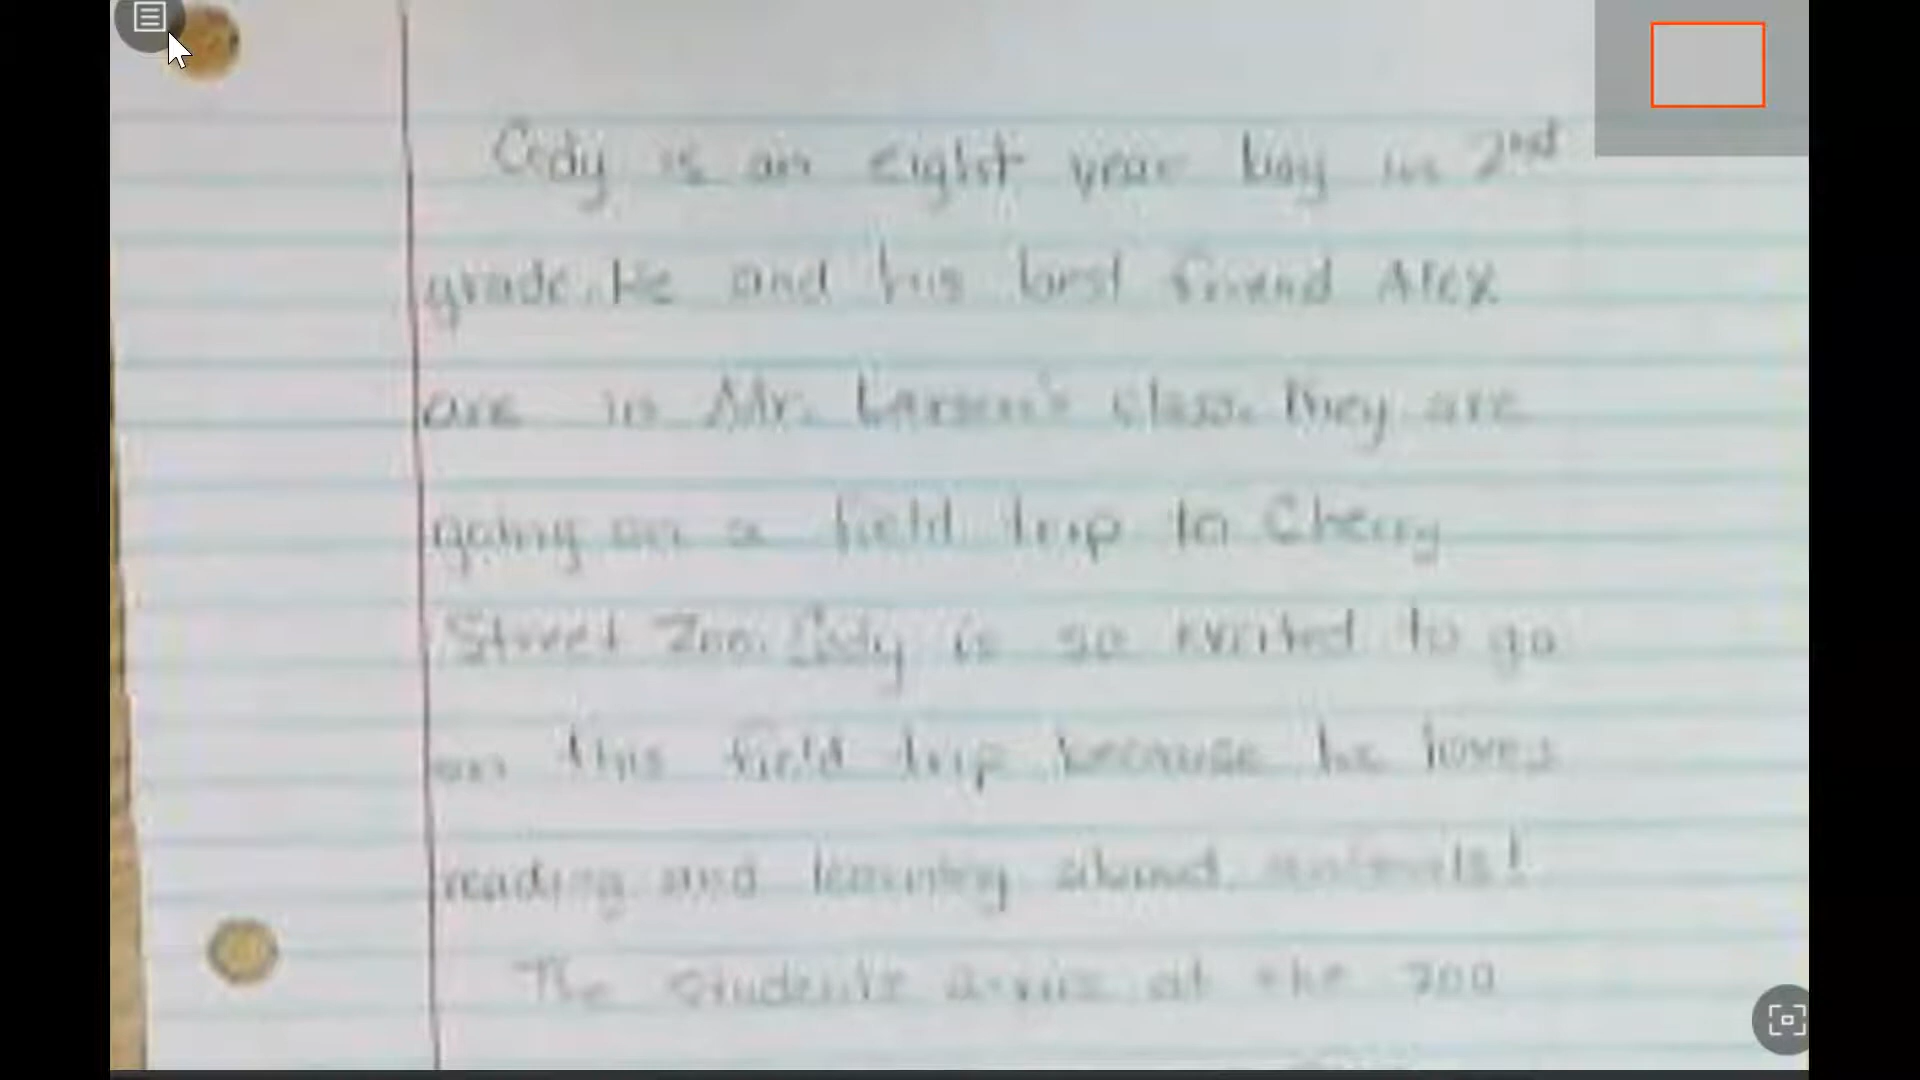 Cody is an eight year boy in 2nd
grade. He and his best friend Alex
are in Mr. Larson's class. They are
going on a field trip to Cherry
Street Zoo. Cody is so excited to go
on this field trip because he loves
reading and learning about animals!
The students arrive at the zoo